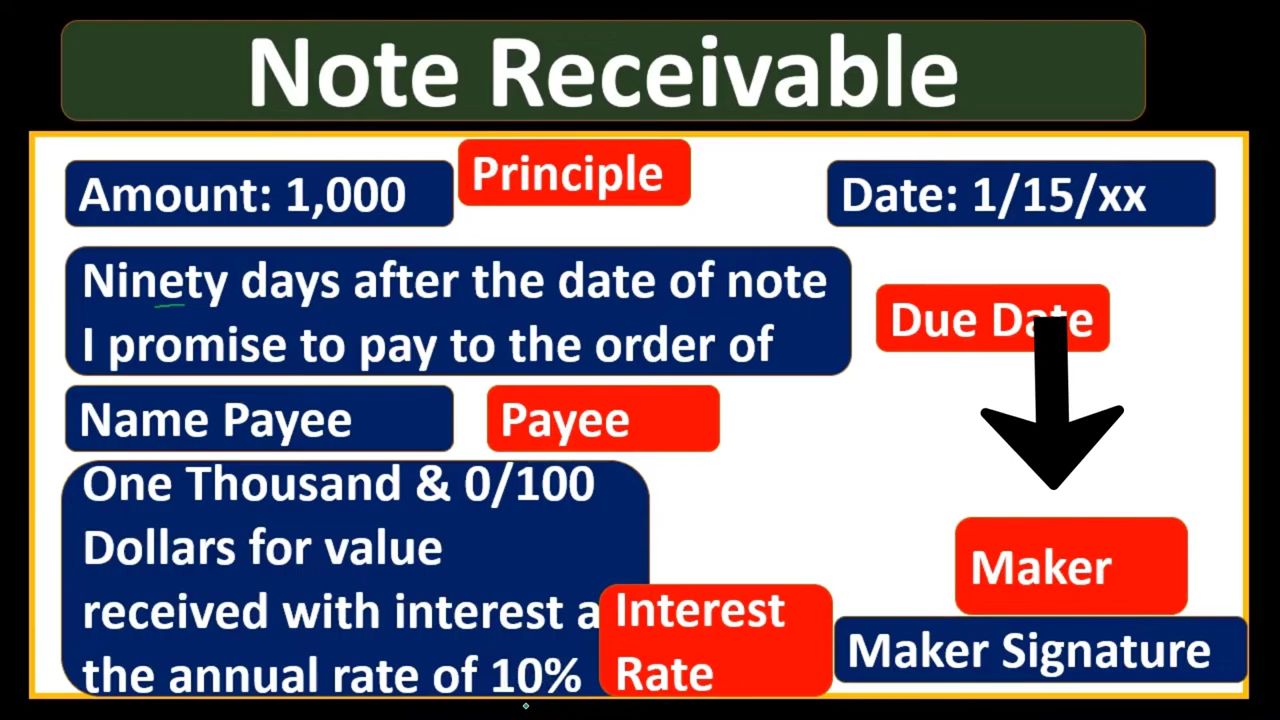 Note Receivable
Amount: 1,000
Principle
Date: 1/15/xx
Ninety days after the date of note
I promise to pay to the order of
Due Date
Name Payee
Payee
One Thousand & 0/100
Dollars for value
received with interest a
the annual rate of 10%
Interest
Rate
Maker
Maker Signature